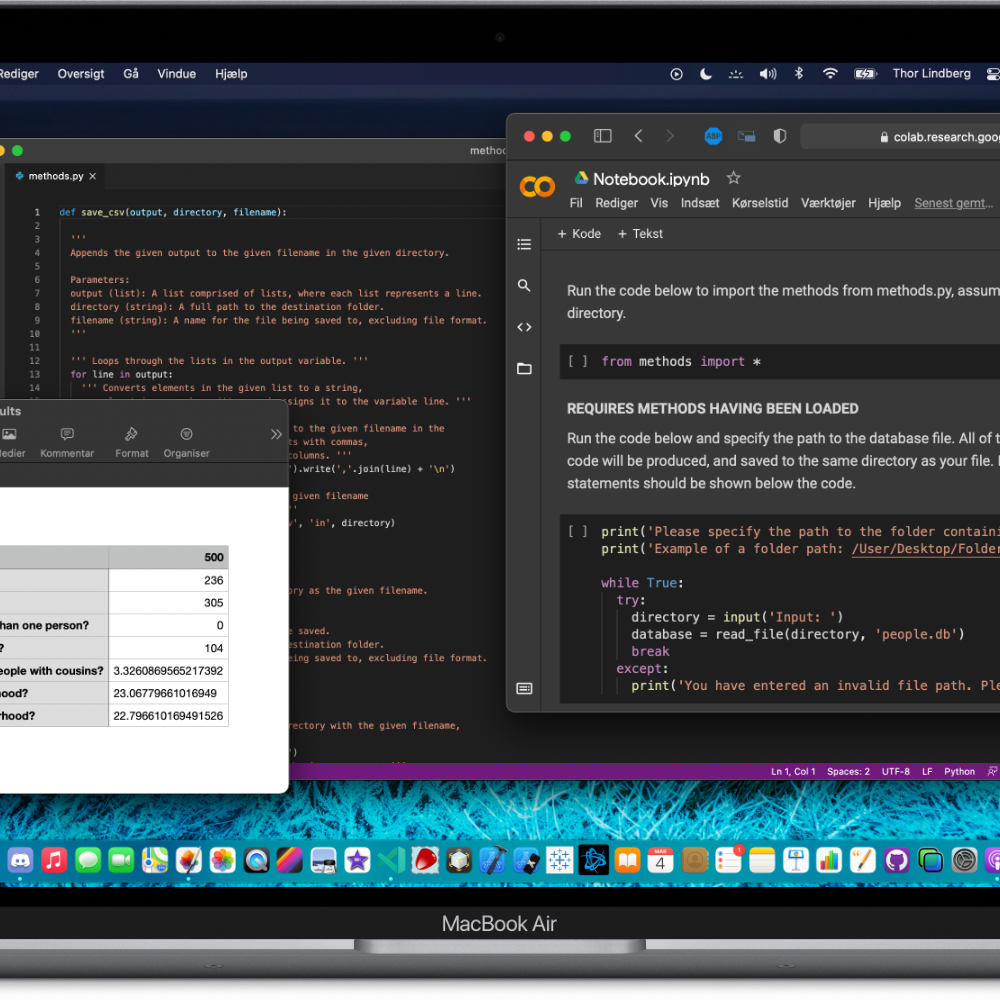 Rediger Oversigt Gå Vindue Hjælp Thor Lindberg
methods.py
1 def save_csv(output, directory, filename):
2
3 '''
4 Appends the given output to the given filename in the given directory.
5
6 Parameters:
7 output (list): A list comprised of lists, where each list represents a line.
8 directory (string): A full path to the destination folder.
9 filename (string): A name for the file being saved to, excluding file format.
10 '''
11
12 ''' Loops through the lists in the output variable. '''
13 for line in output:
14 ''' Converts elements in the given list to a string,
signs it to the variable line. '''
to the given filename in the
ts with commas,
columns. '''
').write(','.join(line) + '\n')
given filename
', 'in', directory)
ory as the given filename.
e saved.
estination folder.
eing saved to, excluding file format.
rectory with the given filename,
')
Ln 1, Col 1 Spaces: 2 UTF-8 LF Python
ults
Kommentar Format Organiser
500
236
305
han one person? 0
? 104
eople with cousins? 3.3260869565217392
hood? 23.06779661016949
rhood? 22.796610169491526
ABP colab.research.goo
CO Notebook.ipynb
Fil Rediger Vis Indsæt Kørselstid Værktøjer Hjælp Senest gemt...
+ Kode + Tekst
Run the code below to import the methods from methods.py, assum
directory.
[ ] from methods import *
REQUIRES METHODS HAVING BEEN LOADED
Run the code below and specify the path to the database file. All of t
code will be produced, and saved to the same directory as your file.
statements should be shown below the code.
[ ] print('Please specify the path to the folder containi
print('Example of a folder path: /User/Desktop/Folder
while True:
try:
directory = input('Input: ')
database = read_file(directory, 'people.db')
break
except:
print('You have entered an invalid file path. Ple
4
1
MacBook Air